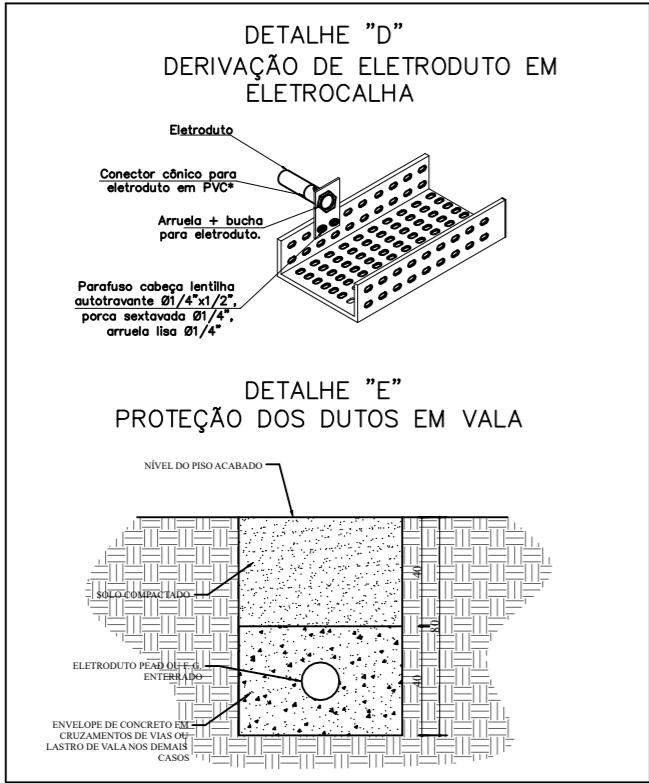 DETALHE "D"
DERIVAÇÃO DE ELETRODUTO EM
ELETROCALHA
Eletroduto
Conector cônico para
eletroduto em PVC*
Arruela + bucha
para eletroduto.
Parafuso cabeça lentilha
autotravante Ø1/4"x1/2",
porca sextavada Ø1/4",
arruela lisa Ø1/4"
DETALHE "E"
PROTEÇÃO DOS DUTOS EM VALA
NÍVEL DO PISO ACABADO
SOLO COMPACTADO
40
80
ELETRODUTO PEAD OU F. G.
ENTERRADO
40
ENVELOPE DE CONCRETO EM
CRUZAMENTOS DE VIAS OU
LASTRO DE VALA NOS DEMAIS
CASOS